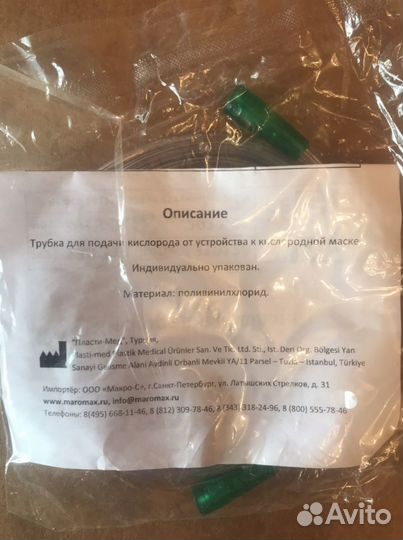 Описание
Трубка для подачи кислорода от устройства к кислородной маске
Индивидуально упакован.
Материал: поливинилхлорид.
"Пласти-Мед", Турция,
Plasti-med Plastik Medical Ürünler San. Ve Tic. Ltd. Sti., Ist. Deri Org. Bölgesi Yan
Sanayi Gelisme Alani Aydinli Orbanli Mevkii YA/11 Parsel – Tuzla – Istanbul, Türkiye
Импортёр: ООО «Макро-С», г.Санкт-Петербург, ул. Латышских Стрелков, д. 31
www.maromax.ru, info@maromax.ru
Телефоны: 8(495) 668-11-46, 8 (812) 309-78-46, 8 (343) 318-24-96, 8 (800) 555-78-46
Avito